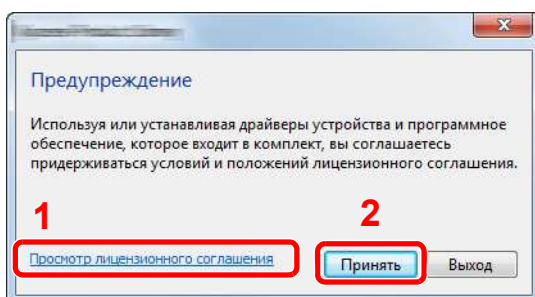 Предупреждение
Используя или устанавливая драйверы устройства и программное
обеспечение, которое входит в комплект, вы соглашаетесь
придерживаться условий и положений лицензионного соглашения.
1
2
Просмотр лицензионного соглашения
Принять
Выход